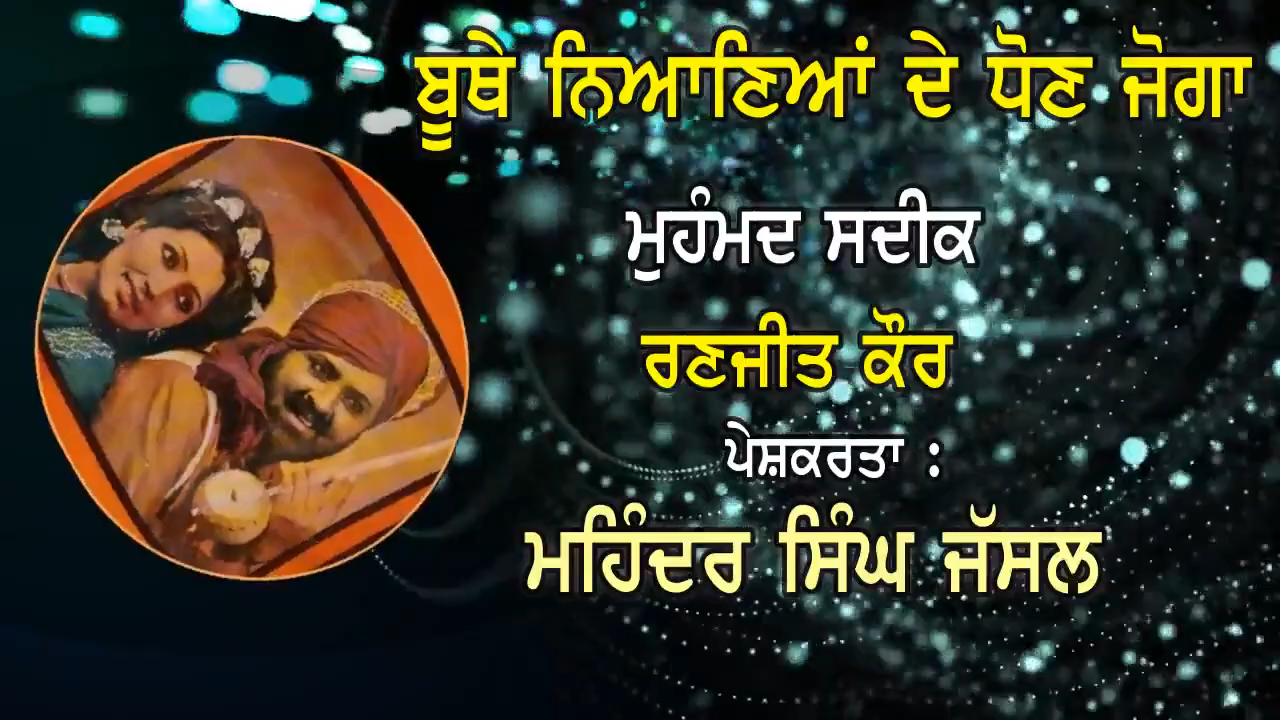 ਬੂਥੇ ਨਿਆਣਿਆਂ ਦੇ ਧੋਣ ਜੋਗਾ
ਮੁਹੰਮਦ ਸਦੀਕ
ਰਣਜੀਤ ਕੌਰ
ਪੇਸ਼ਕਰਤਾ :
ਮਹਿੰਦਰ ਸਿੰਘ ਜੱਸਲ